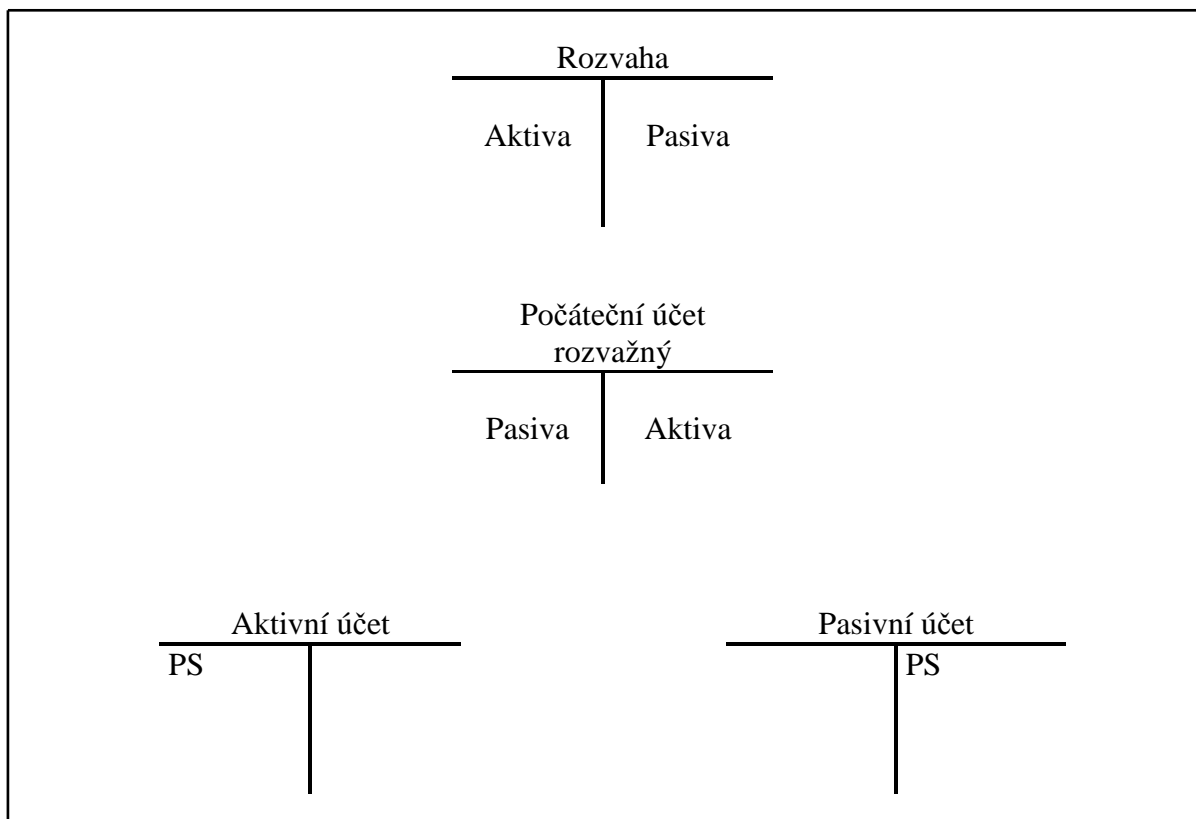 Rozvaha
Aktiva Pasiva
Počáteční účet
rozvažný
Pasiva Aktiva
Aktivní účet Pasivní účet
PS PS